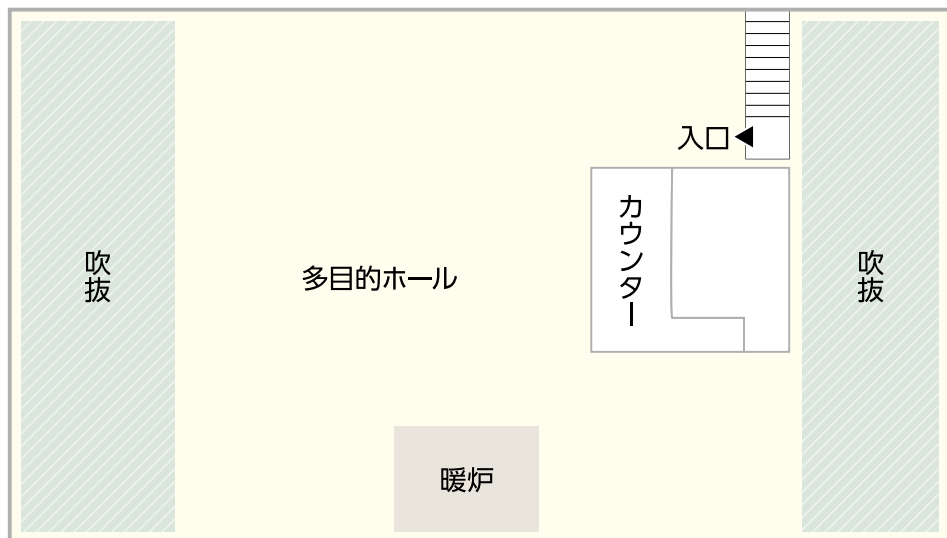 入口
カウンター
吹抜
多目的ホール
吹抜
暖炉